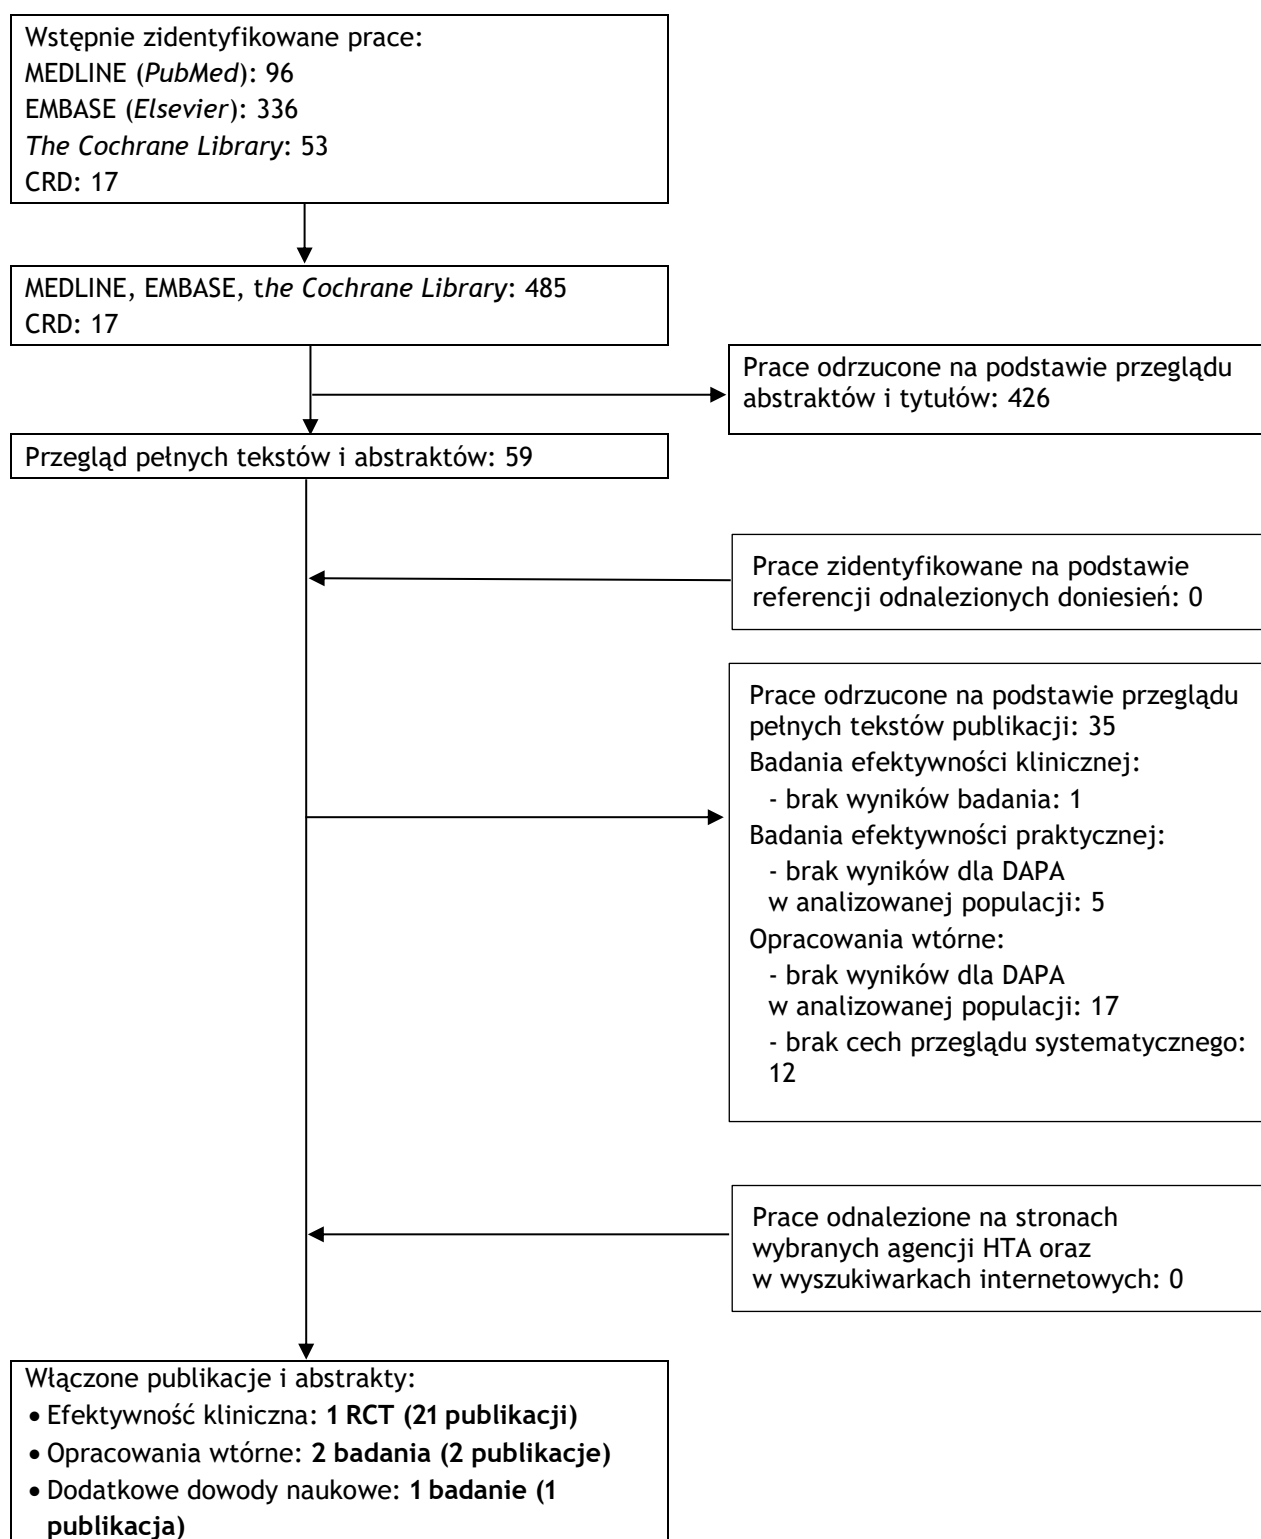 Wstępnie zidentyfikowane prace:
MEDLINE (PubMed): 96
EMBASE (Elsevier): 336
The Cochrane Library: 53
CRD: 17
MEDLINE, EMBASE, the Cochrane Library: 485
CRD: 17
Prace odrzucone na podstawie przeglądu
abstraktów i tytułów: 426
Przegląd pełnych tekstów i abstraktów: 59
Prace zidentyfikowane na podstawie
referencji odnalezionych doniesień: 0
Prace odrzucone na podstawie przeglądu
pełnych tekstów publikacji: 35
Badania efektywności klinicznej:
- brak wyników badania: 1
Badania efektywności praktycznej:
- brak wyników dla DAPA
w analizowanej populacji: 5
Opracowania wtórne:
- brak wyników dla DAPA
w analizowanej populacji: 17
- brak cech przeglądu systematycznego:
12
Prace odnalezione na stronach
wybranych agencji HTA oraz
w wyszukiwarkach internetowych: 0
Włączone publikacje i abstrakty:
• Efektywność kliniczna: 1 RCT (21 publikacji)
• Opracowania wtórne: 2 badania (2 publikacje)
• Dodatkowe dowody naukowe: 1 badanie (1
publikacja)